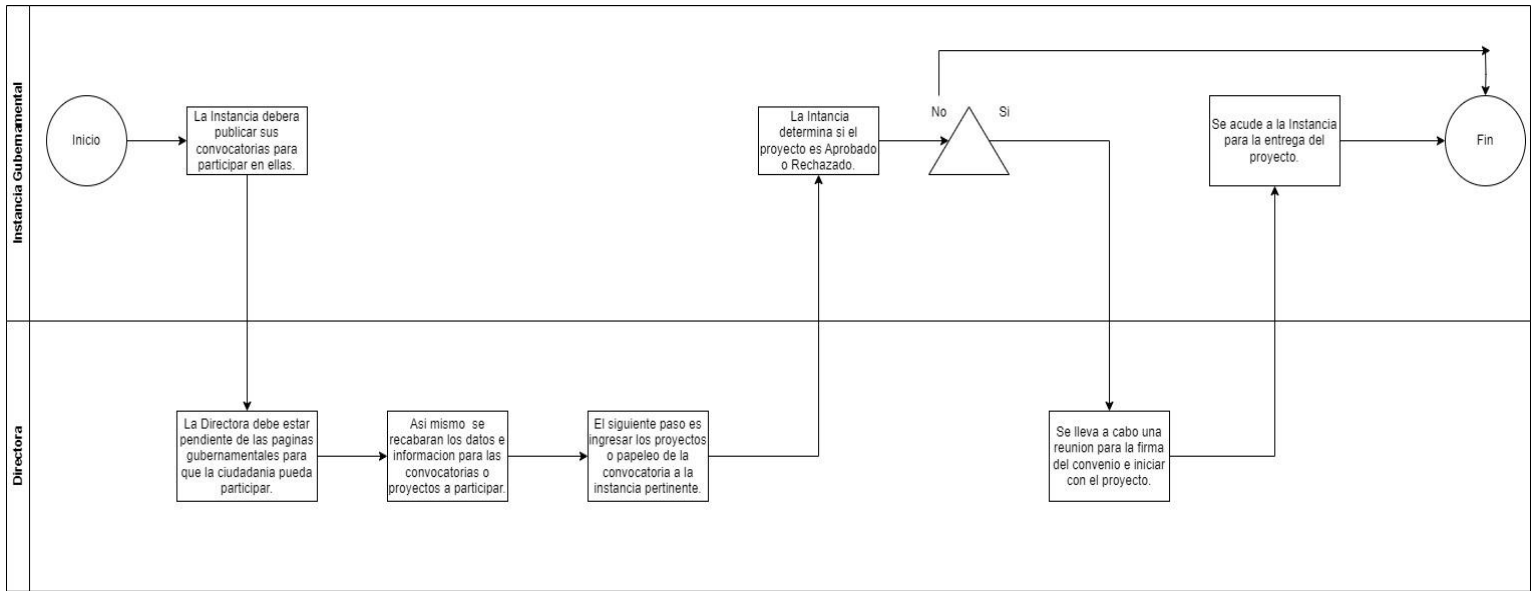 Instancia Gubernamental
Inicio
La Instancia debera
publicar sus
convocatorias para
participar en ellas.
La Intancia
determina si el
proyecto es Aprobado
o Rechazado.
No
Si
Se acude a la Instancia
para la entrega del
proyecto.
Fin
Directora
La Directora debe estar
pendiente de las paginas
gubernamentales para
que la ciudadania pueda
participar.
Asi mismo se
recabaran los datos e
informacion para las
convocatorias o
proyectos a participar.
El siguiente paso es
ingresar los proyectos
o papeleo de la
convocatoria a la
instancia pertinente.
Se lleva a cabo una
reunion para la firma
del convenio e iniciar
con el proyecto.